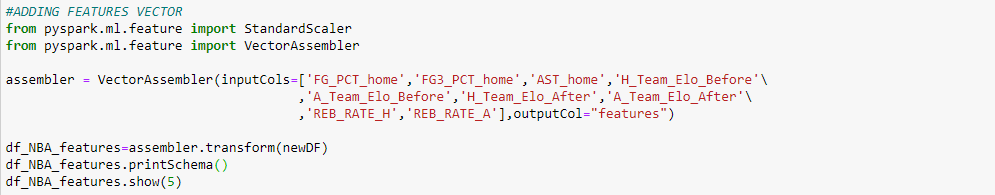 #ADDING FEATURES VECTOR
from pyspark.ml.feature import StandardScaler
from pyspark.ml.feature import VectorAssembler
assembler = VectorAssembler(inputCols=['FG_PCT_home','FG3_PCT_home','AST_home','H_Team_Elo_Before'\
,'A_Team_Elo_Before','H_Team_Elo_After','A_Team_Elo_After'\
,'REB_RATE_H','REB_RATE_A'],outputCol="features")
df_NBA_features=assembler.transform(newDF)
df_NBA_features.printSchema()
df_NBA_features.show(5)